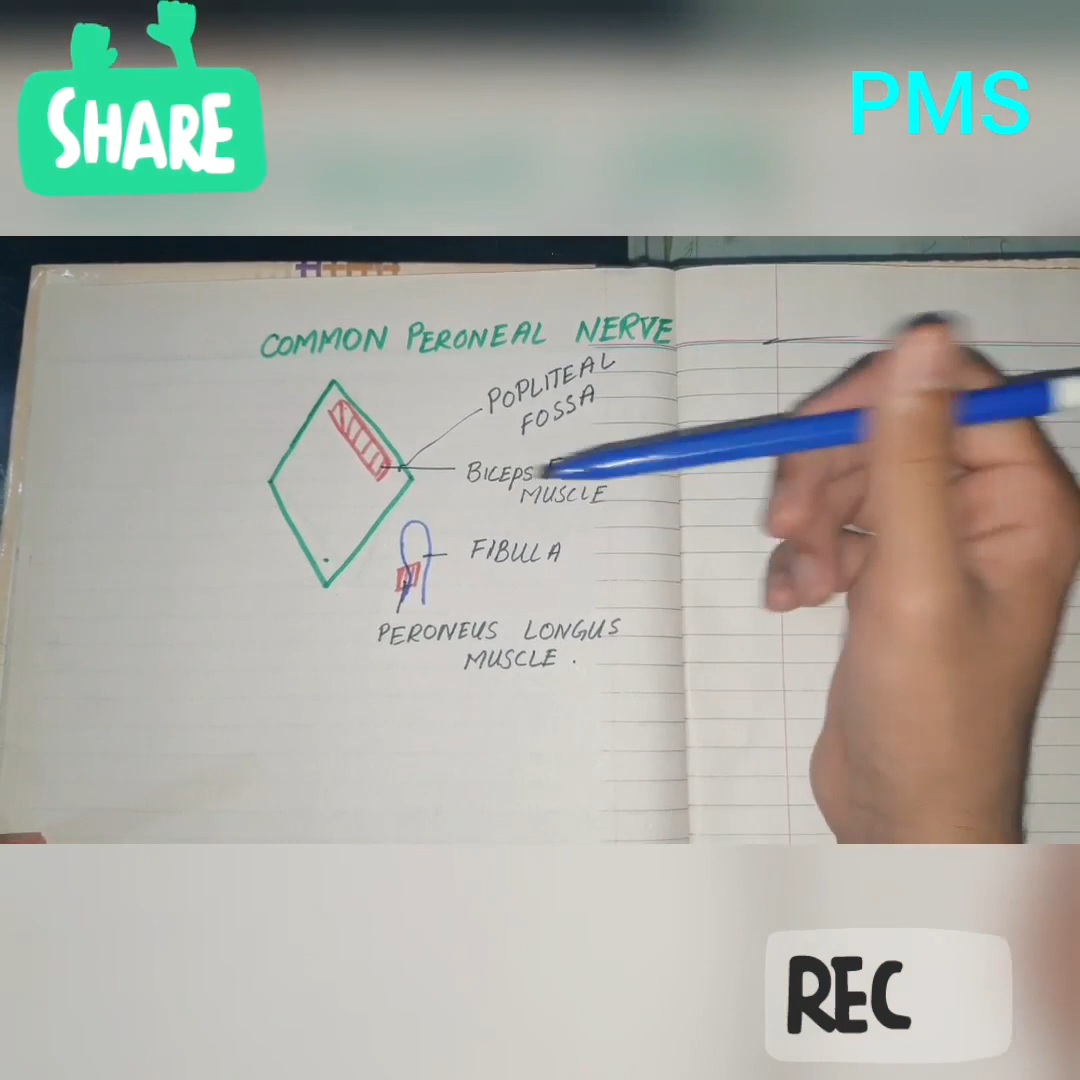 SHARE
PMS
COMMON PERONEAL NERVE
POPLITEAL
FOSSA
BICEPS
MUSCLE
FIBULA
PERONEUS LONGUS
MUSCLE .
REC